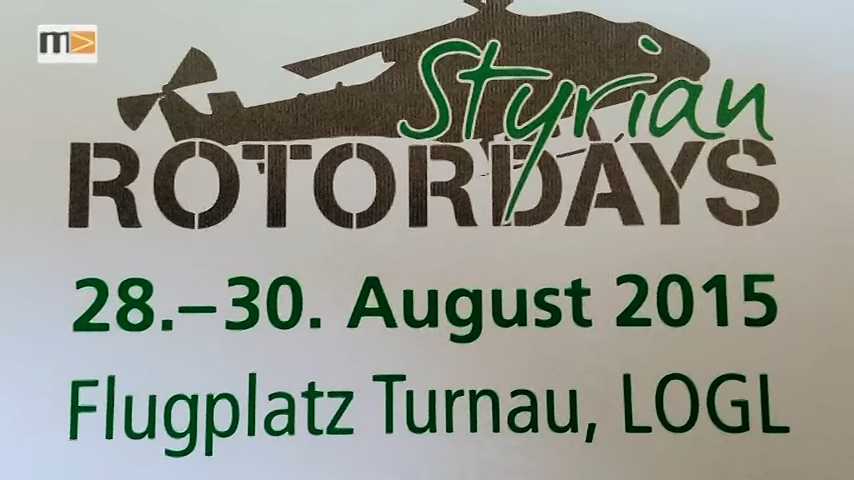 m>
Styrian
ROTORDAYS
28.–30. August 2015
Flugplatz Turnau, LOGL